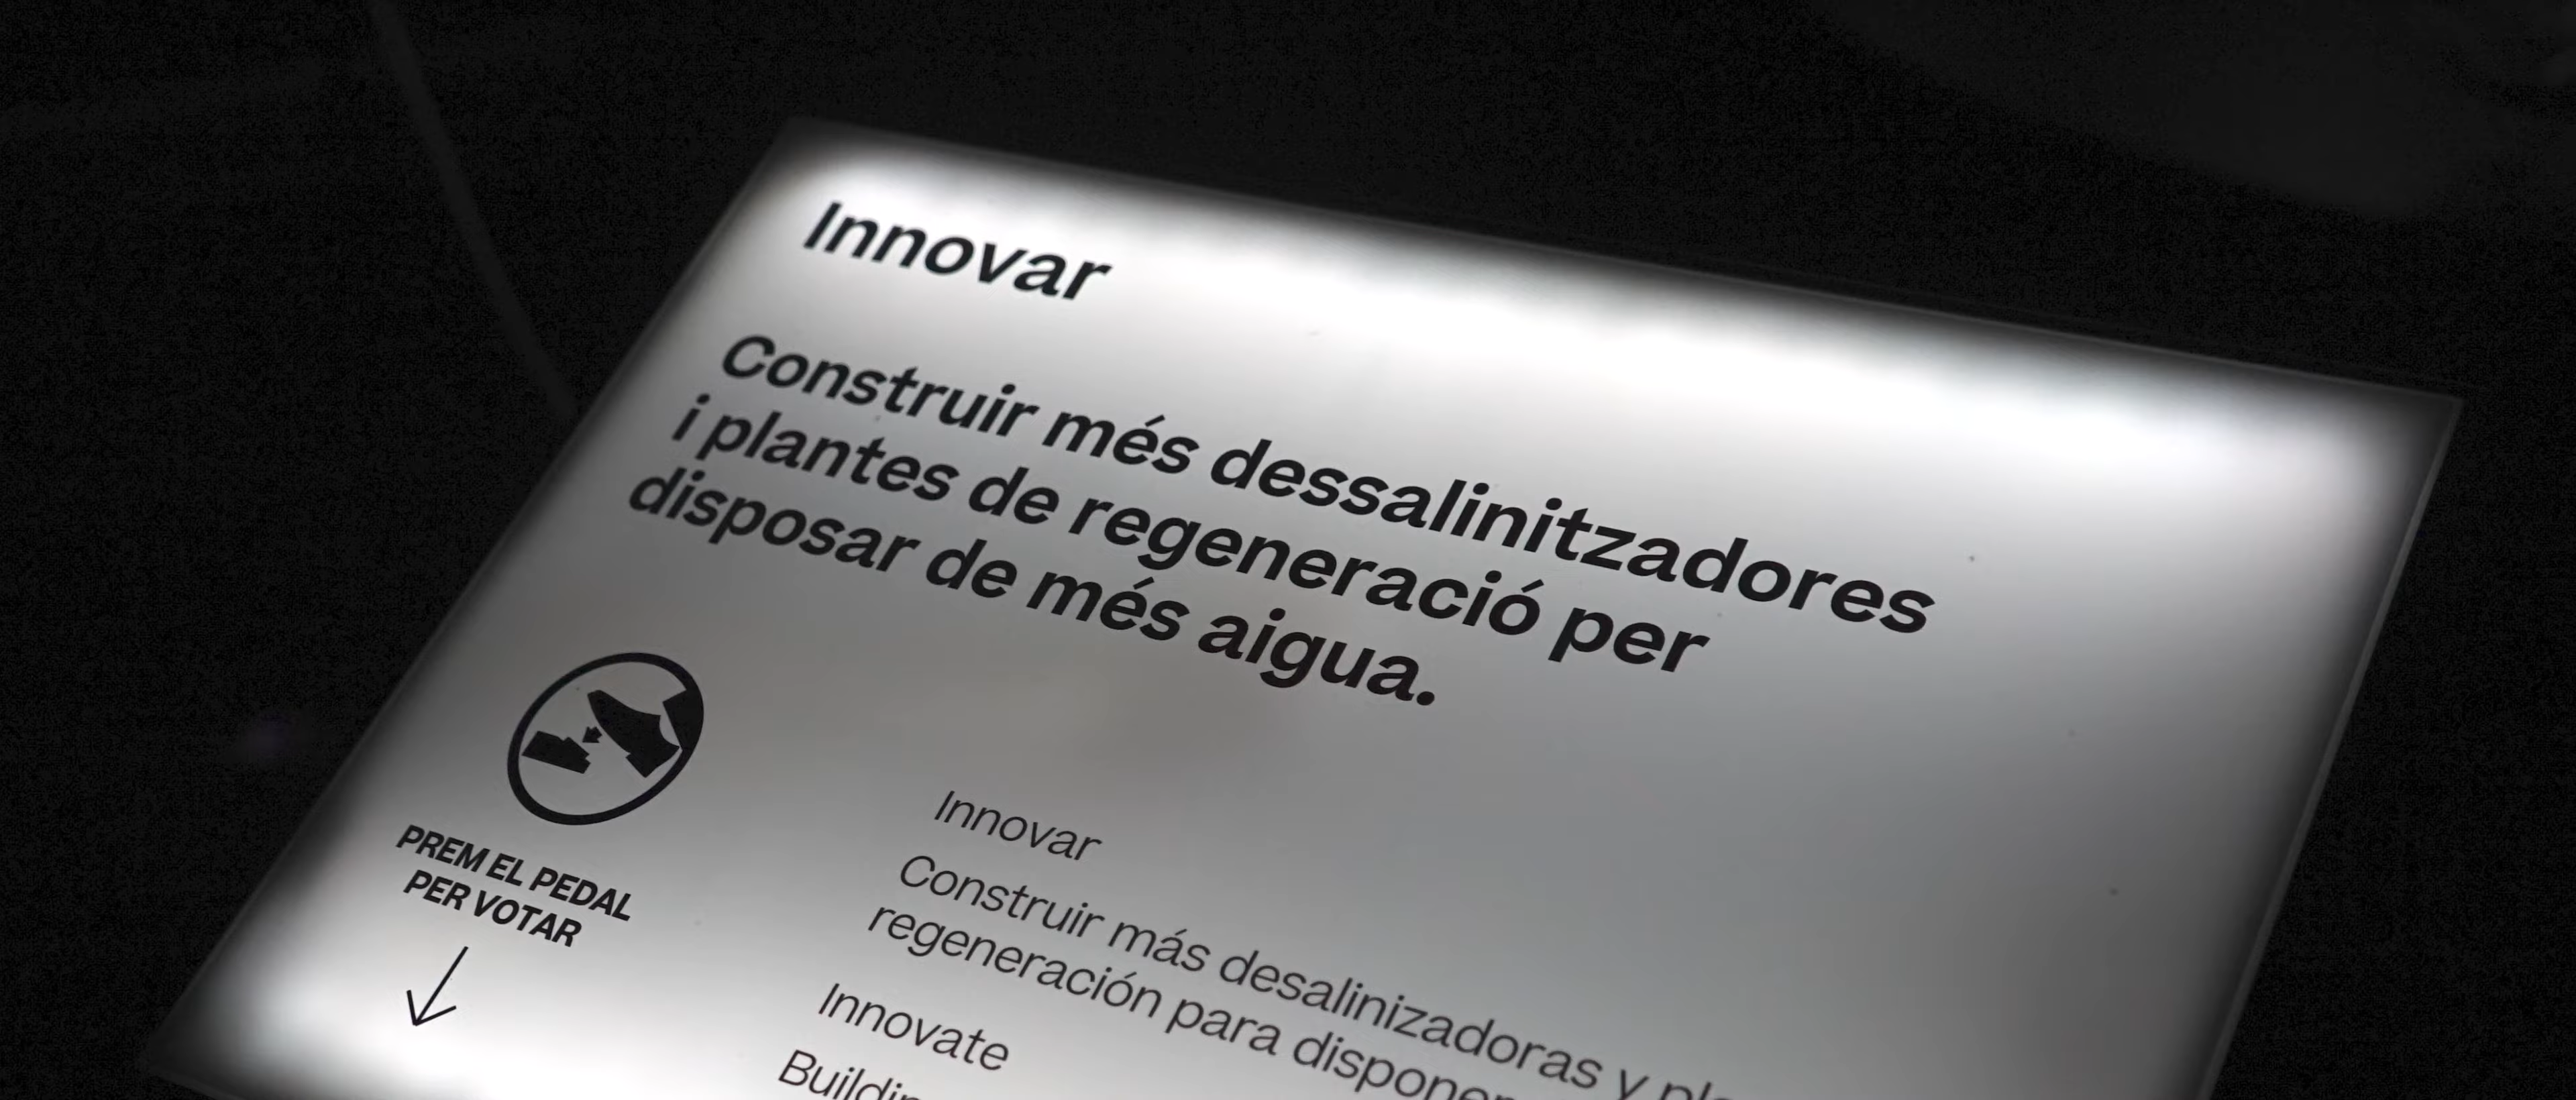 Innovar
Construir més dessalinitzadores
i plantes de regeneració per
disposar de més aigua.
PREM EL PEDAL
PER VOTAR
Innovar
Construir más desalinizadoras y
regeneración para
Innovate